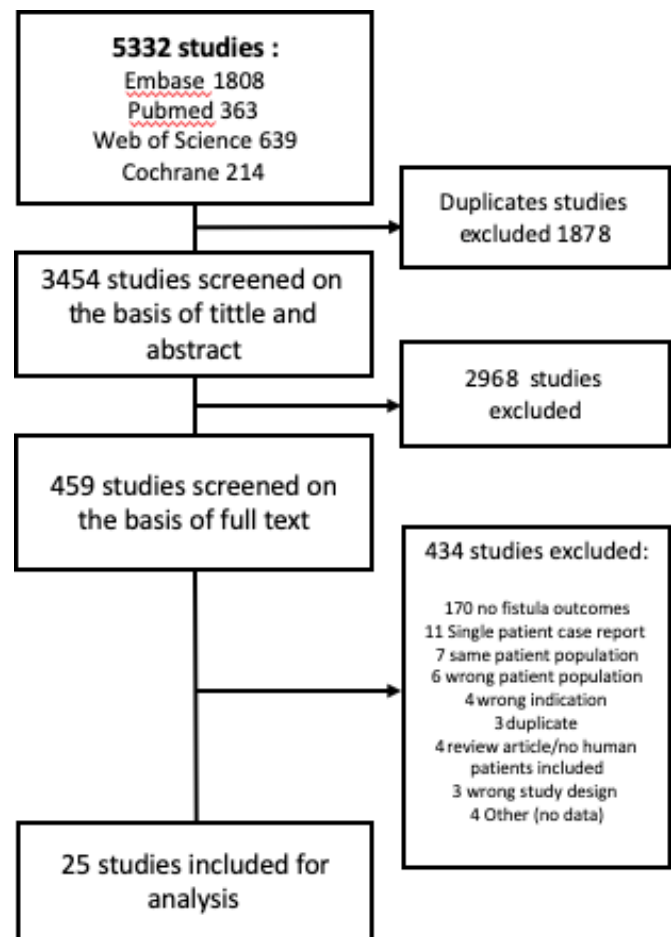 5332 studies :
Embase 1808
Pubmed 363
Web of Science 639
Cochrane 214
Duplicates studies
excluded 1878
3454 studies screened on
the basis of tittle and
abstract
2968 studies
excluded
459 studies screened on
the basis of full text
434 studies excluded:
170 no fistula outcomes
11 Single patient case report
7 same patient population
6 wrong patient population
4 wrong indication
3 duplicate
4 review article/no human
patients included
3 wrong study design
4 Other (no data)
25 studies included for
analysis